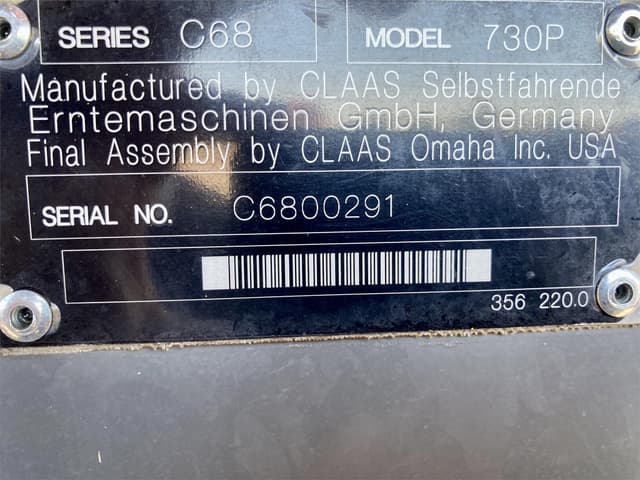 SERIES C68 MODEL 730P
Manufactured by CLAAS Selbstfahrende
Erntemaschinen GmbH, Germany
Final Assembly by CLAAS Omaha Inc. USA
SERIAL NO. C6800291
356 220.0